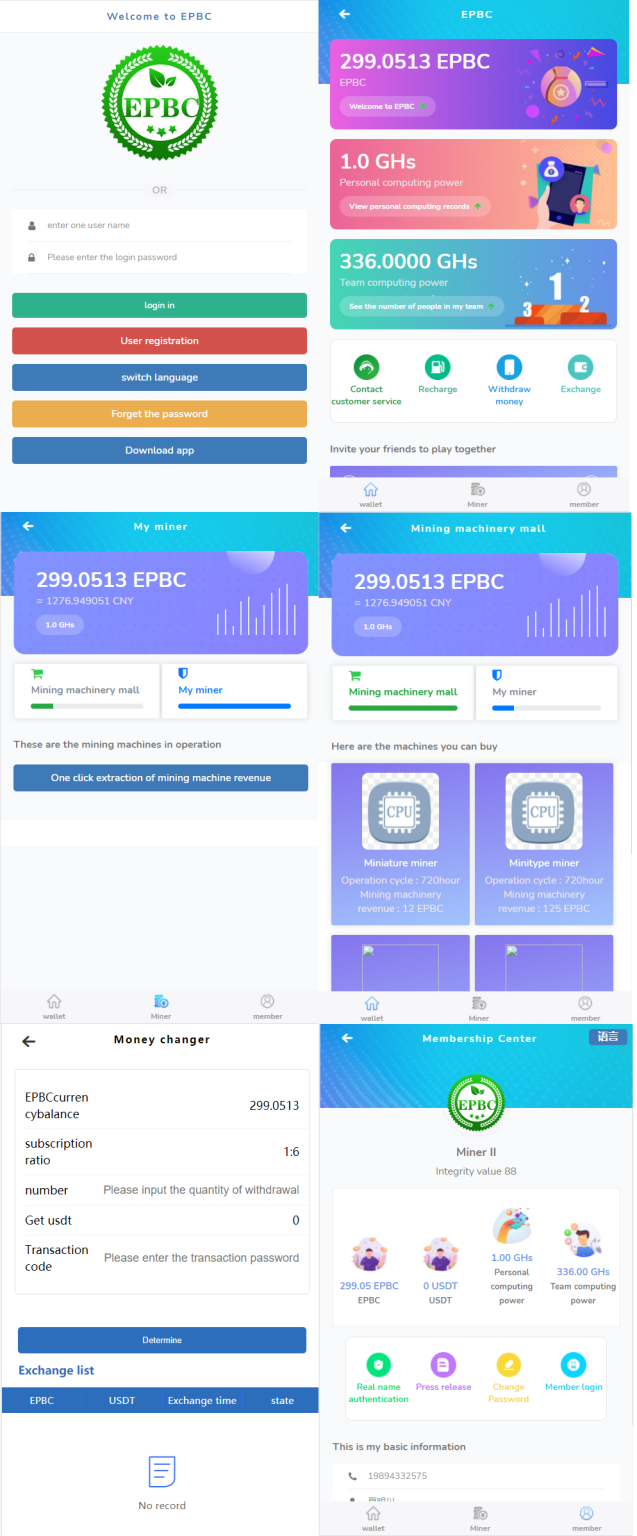 Welcome to EPBC
EPBC
OR
enter one user name
Please enter the login password
login in
User registration
switch language
Forget the password
Download app
EPBC
299.0513 EPBC
EPBC
Welcome to EPBC
1.0 GHs
Personal computing power
View personal computing records
336.0000 GHs
Team computing power
See the number of people in my team
1
2
3
Contact
customer service
Recharge
Withdraw
money
Exchange
Invite your friends to play together
wallet
Miner
member
My miner
299.0513 EPBC
= 1276.949051 CNY
1.0 GHs
Mining machinery mall
My miner
These are the mining machines in operation
One click extraction of mining machine revenue
wallet
Miner
member
Mining machinery mall
299.0513 EPBC
= 1276.949051 CNY
1.0 GHs
Mining machinery mall
My miner
Here are the machines you can buy
CPU
Miniature miner
Operation cycle : 720hour
Mining machinery
revenue : 12 EPBC
CPU
Minitype miner
Operation cycle : 720hour
Mining machinery
revenue : 125 EPBC
wallet
Miner
member
Money changer
EPBCcurren
cybalance
299.0513
subscription
ratio
1:6
number
Please input the quantity of withdrawal
Get usdt
0
Transaction
code
Please enter the transaction password
Determine
Exchange list
EPBC USDT Exchange time state
No record
Membership Center
语言
EPBC
Miner II
Integrity value 88
299.05 EPBC
EPBC
0 USDT
USDT
1.00 GHs
Personal
computing
power
336.00 GHs
Team computing
power
Real name
authentication
Press release
Change
Password
Member login
This is my basic information
19894332575
wallet
Miner
member